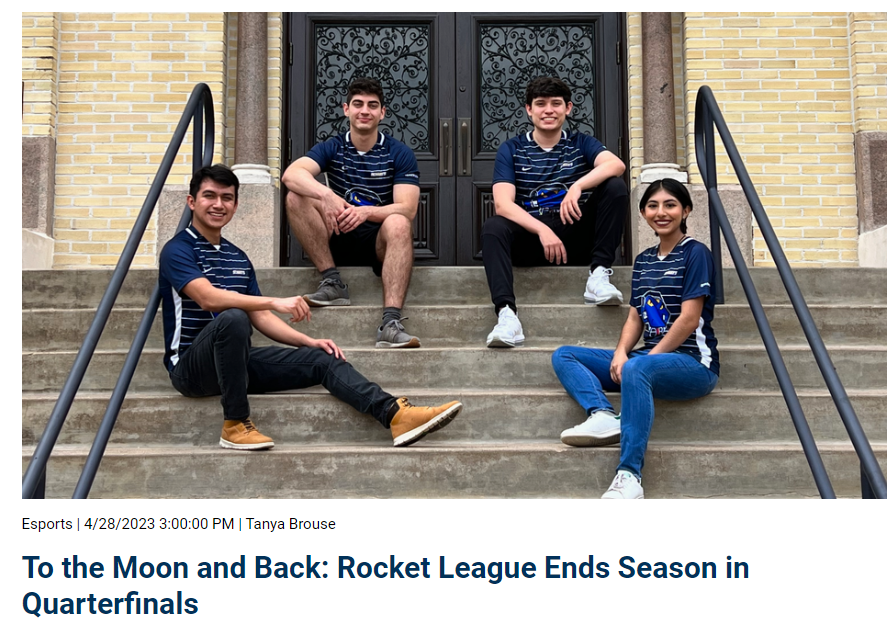 Esports | 4/28/2023 3:00:00 PM | Tanya Brouse
To the Moon and Back: Rocket League Ends Season in
Quarterfinals